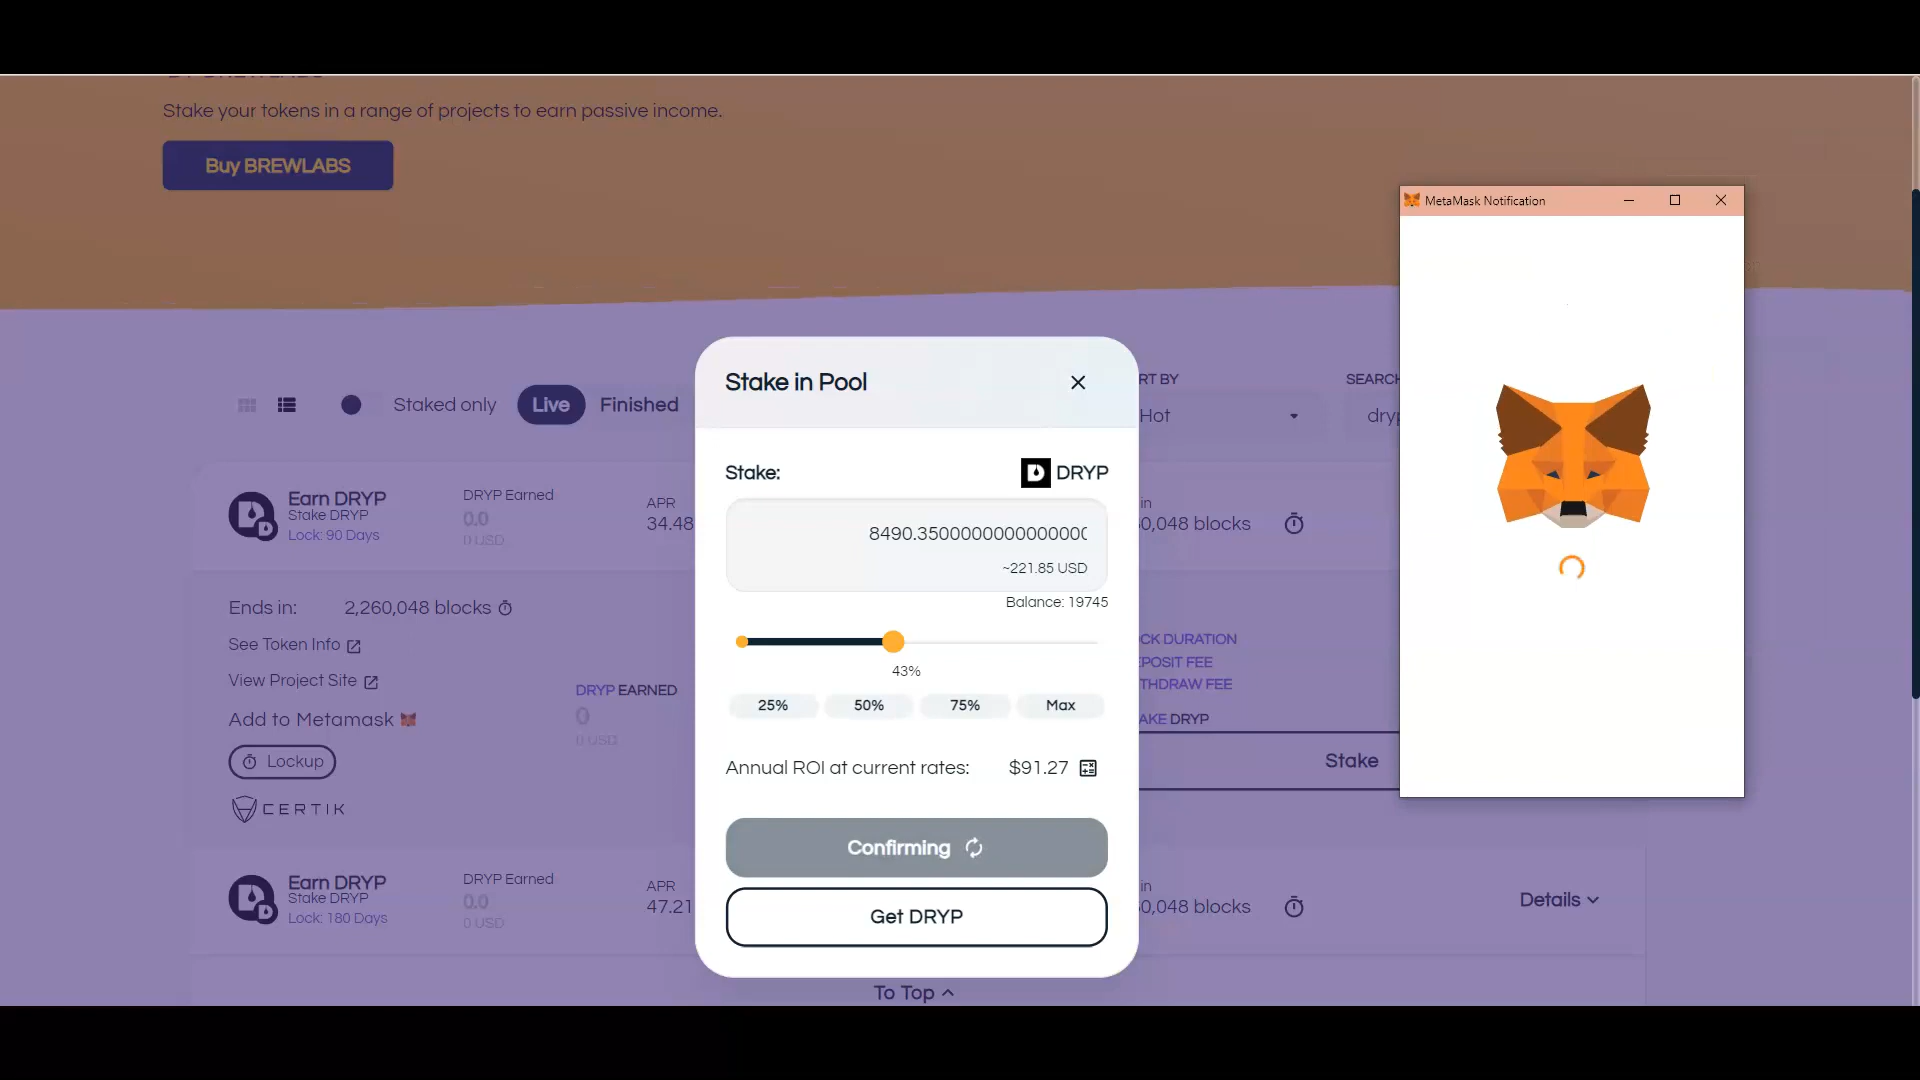 Stake your tokens in a range of projects to earn passive income.
Buy BREWLABS
MetaMask Notification
Staked only
Live
Finished
Hot
SEARCH
Stake in Pool
Stake:
DRYP
8490.3500000000000000
~221.85 USD
Balance: 19745
43%
25%
50%
75%
Max
Annual ROI at current rates:
$91.27
Confirming
Get DRYP
Earn DRYP
Stake DRYP
Lock: 90 Days
DRYP Earned
0.0
0 USD
APR
34.48
in
0,048 blocks
Ends in:
2,260,048 blocks
See Token Info
View Project Site
Add to Metamask
Lockup
CERTIK
DRYP EARNED
0
0 USD
CK DURATION
POSIT FEE
THDRAW FEE
AKE DRYP
Stake
Earn DRYP
Stake DRYP
Lock: 180 Days
DRYP Earned
0.0
0 USD
APR
47.21
in
0,048 blocks
Details
To Top